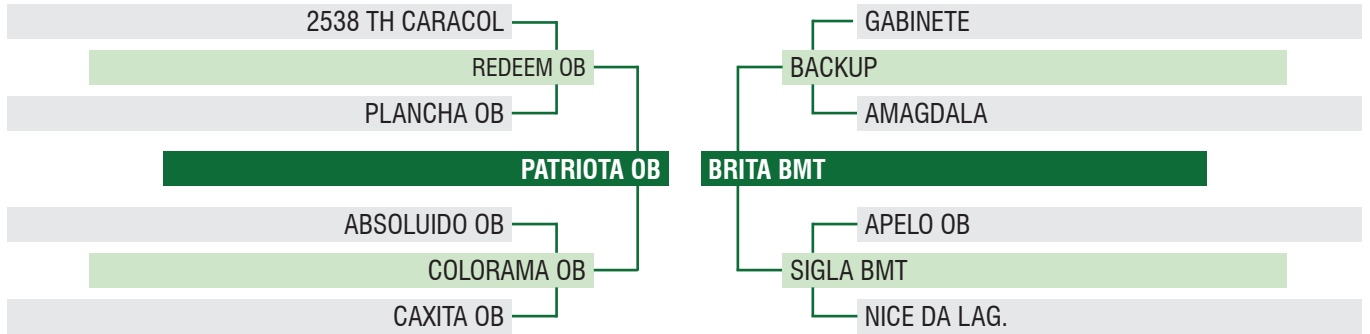 2538 TH CARACOL
REDEEM OB
PLANCHA OB
PATRIOTA OB
ABSOLUIDO OB
COLORAMA OB
CAXITA OB
GABINETE
BACKUP
AMAGDALA
BRITA BMT
APELO OB
SIGLA BMT
NICE DA LAG.